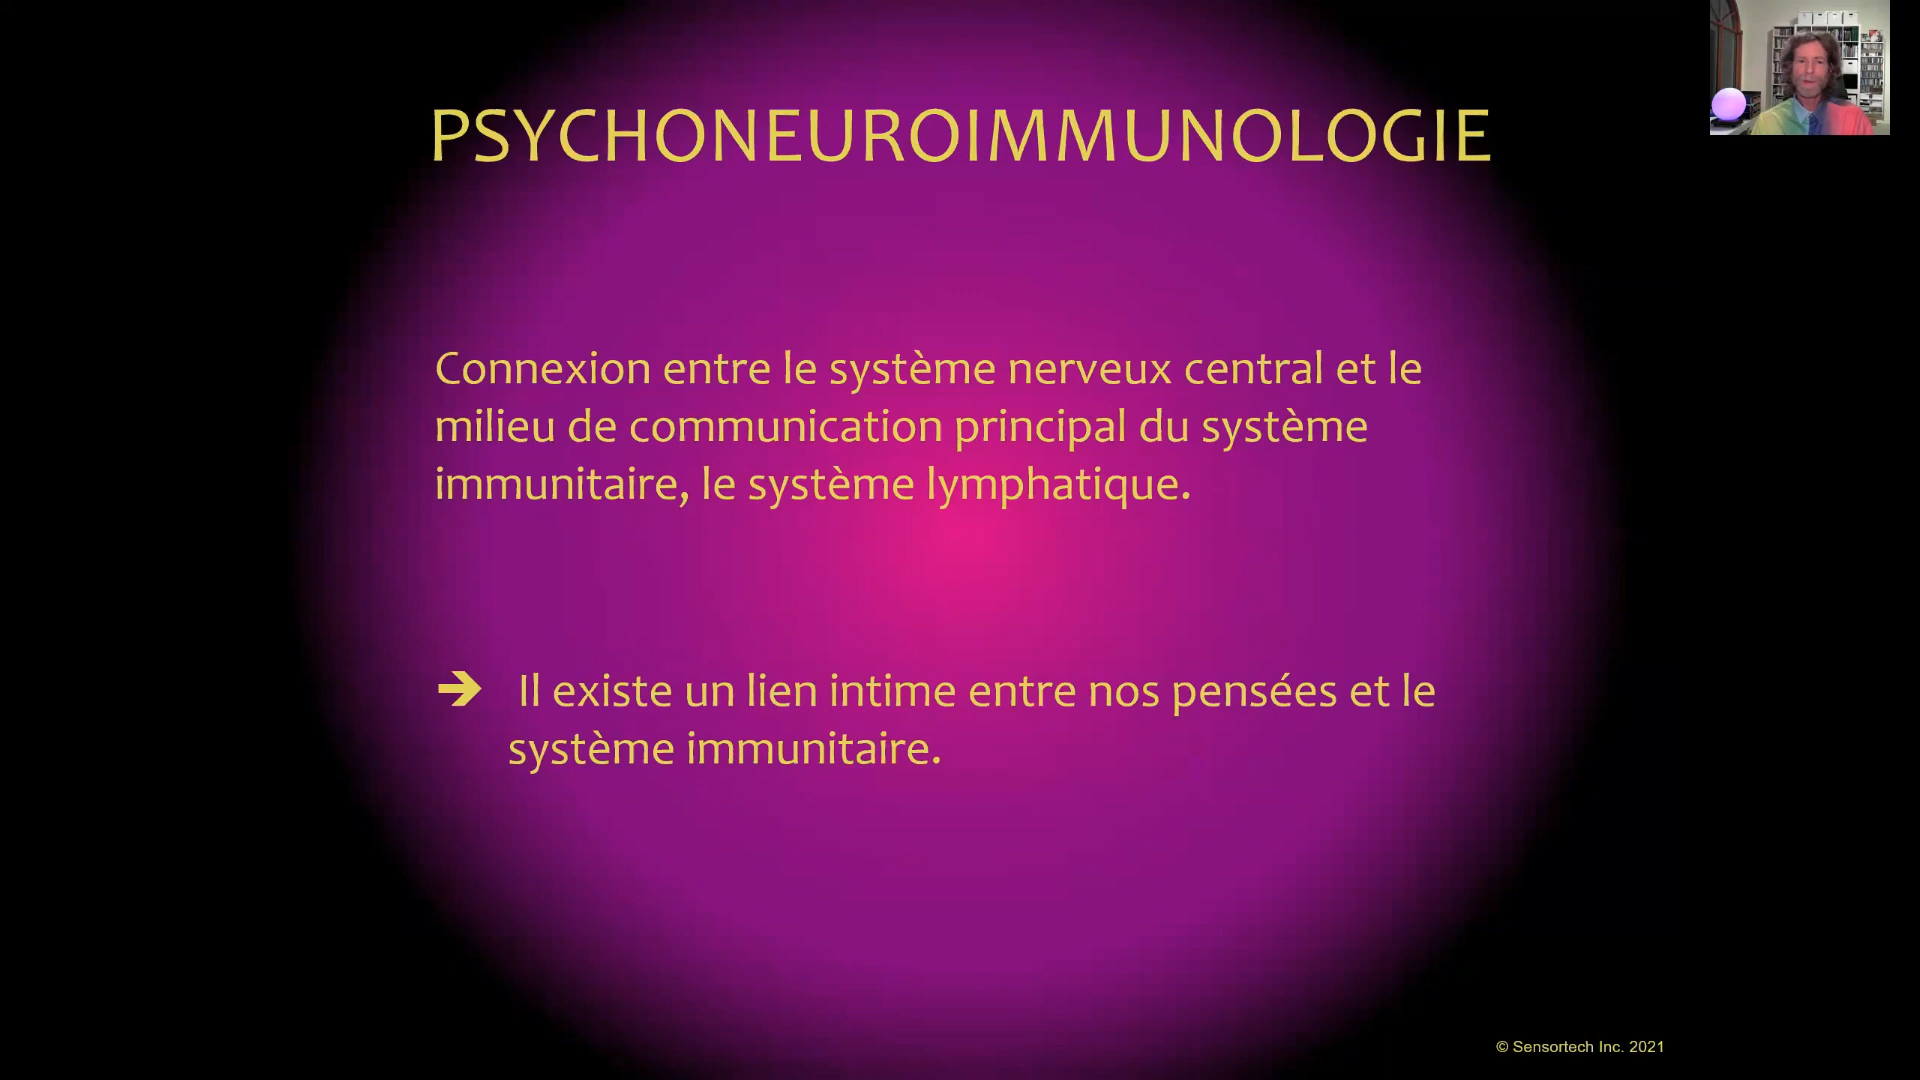 PSYCHONEUROIMMUNOLOGIE
Connexion entre le système nerveux central et le
milieu de communication principal du système
immunitaire, le système lymphatique.
➔ Il existe un lien intime entre nos pensées et le
système immunitaire.
© Sensortech Inc. 2021